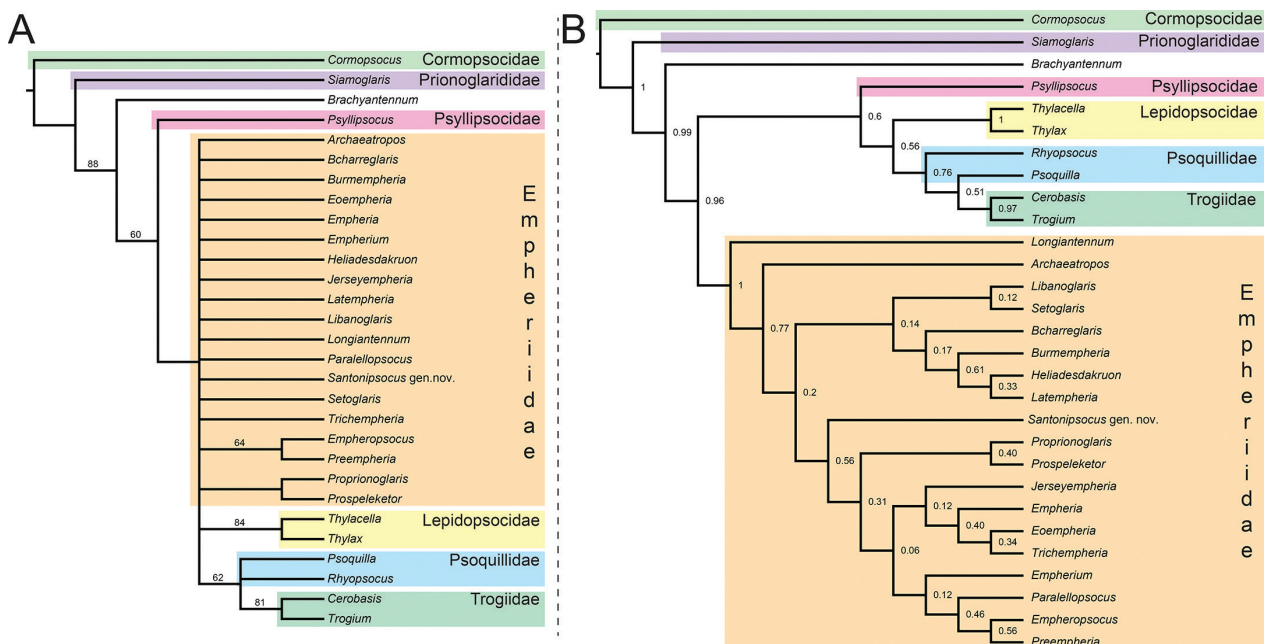 A
Cormopsocus Cormopsocidae
Siamoglaris Prionoglarididae
Brachyantennum
88
Psyllipsocus Psyllipsocidae
Archaeatropos
Bcharreglaris
Burmempheria
Eoempheria
Empheria
60
Empherium
Heliadesdakruon
Jerseyempheria
Latempheria
Libanoglaris
Longiantennum
Paralellopsocus
Santonipsocus gen.nov.
Setoglaris
Trichempheria
64
Empheropsocus
Preempheria
Proprionoglaris
Prospeleketor
Empheriidae
84
Thylacella Lepidopsocidae
Thylax
62
Psoquilla Psoquillidae
Rhyopsocus
81
Cerobasis Trogiidae
Trogium
B
Cormopsocus Cormopsocidae
Siamoglaris Prionoglarididae
1
Brachyantennum
0.99
Psyllipsocus Psyllipsocidae
0.6
Thylacella Lepidopsocidae
1
Thylax
0.56
Rhyopsocus Psoquillidae
0.76
Psoquilla
0.51
Cerobasis Trogiidae
0.97
Trogium
0.96
Longiantennum
1
Archaeatropos
0.77
Libanoglaris
0.12
Setoglaris
0.14
Bcharreglaris
0.17
Burmempheria
0.61
Heliadesdakruon
0.33
Latempheria
0.2
Santonipsocus gen. nov.
0.56
Proprionoglaris
0.40
Prospeleketor
0.31
Jerseyempheria
0.12
Empheria
0.40
Eoempheria
0.34
Trichempheria
0.06
Empherium
0.12
Paralellopsocus
0.46
Empheropsocus
0.56
Preempheria
Empheriidae